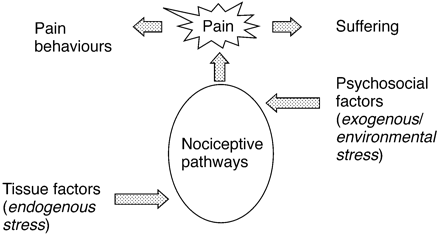 Pain
behaviours
Pain
Suffering
Psychosocial
factors
(exogenous/
environmental
stress)
Nociceptive
pathways
Tissue factors
(endogenous
stress)